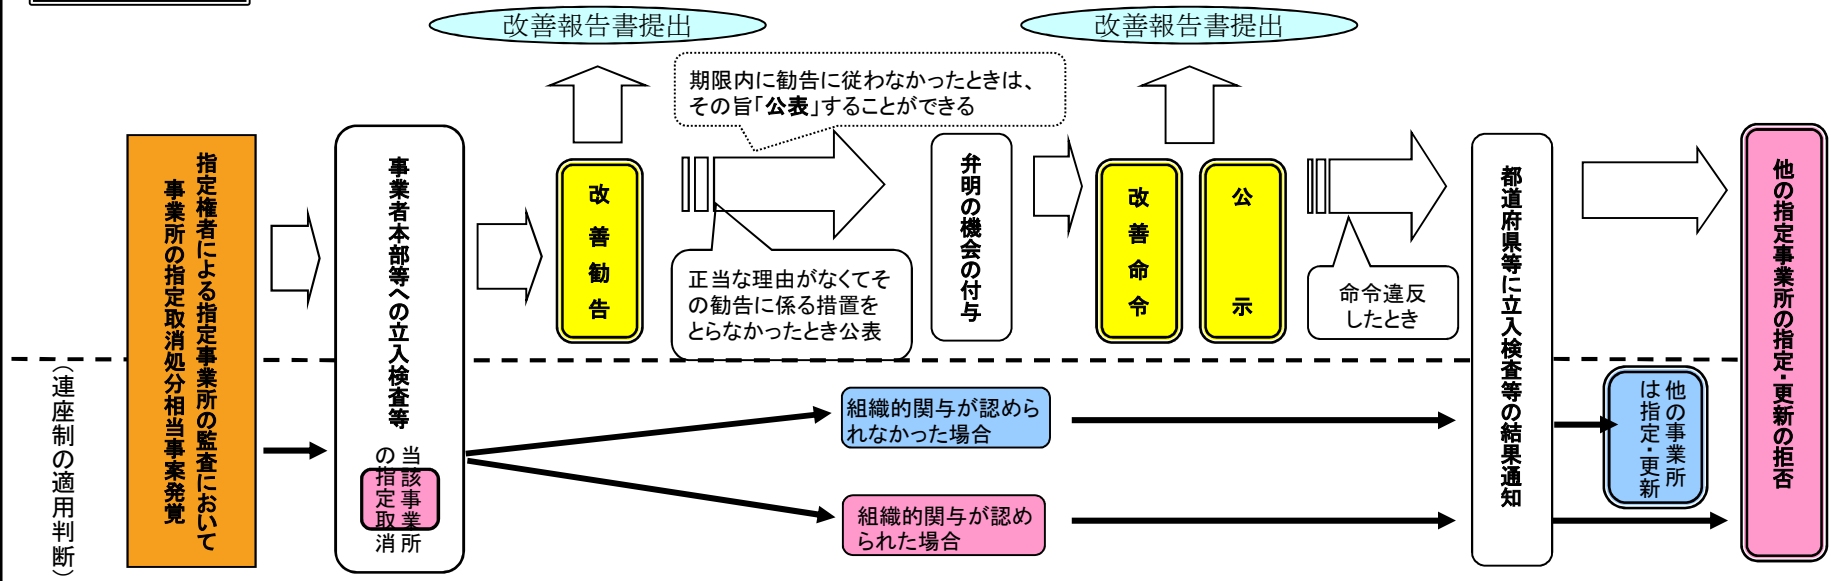 改善報告書提出
改善報告書提出
期限内に勧告に従わなかったときは、
その旨「公表」することができる
指定権者による指定事業所の監査において
事業所の指定取消処分相当事案発覚
事業者本部等への立入検査等
当該事業所
の指定取消
改善勧告
正当な理由がなくてそ
の勧告に係る措置を
とらなかったとき公表
弁明の機会の付与
改善命令
公示
命令違反
したとき
都道府県等に立入検査等の結果通知
他の指定事業所の指定・更新の拒否
（連座制の適用判断）
組織的関与が認めら
れなかった場合
組織的関与が認め
られた場合
他の事業所
は指定・更新